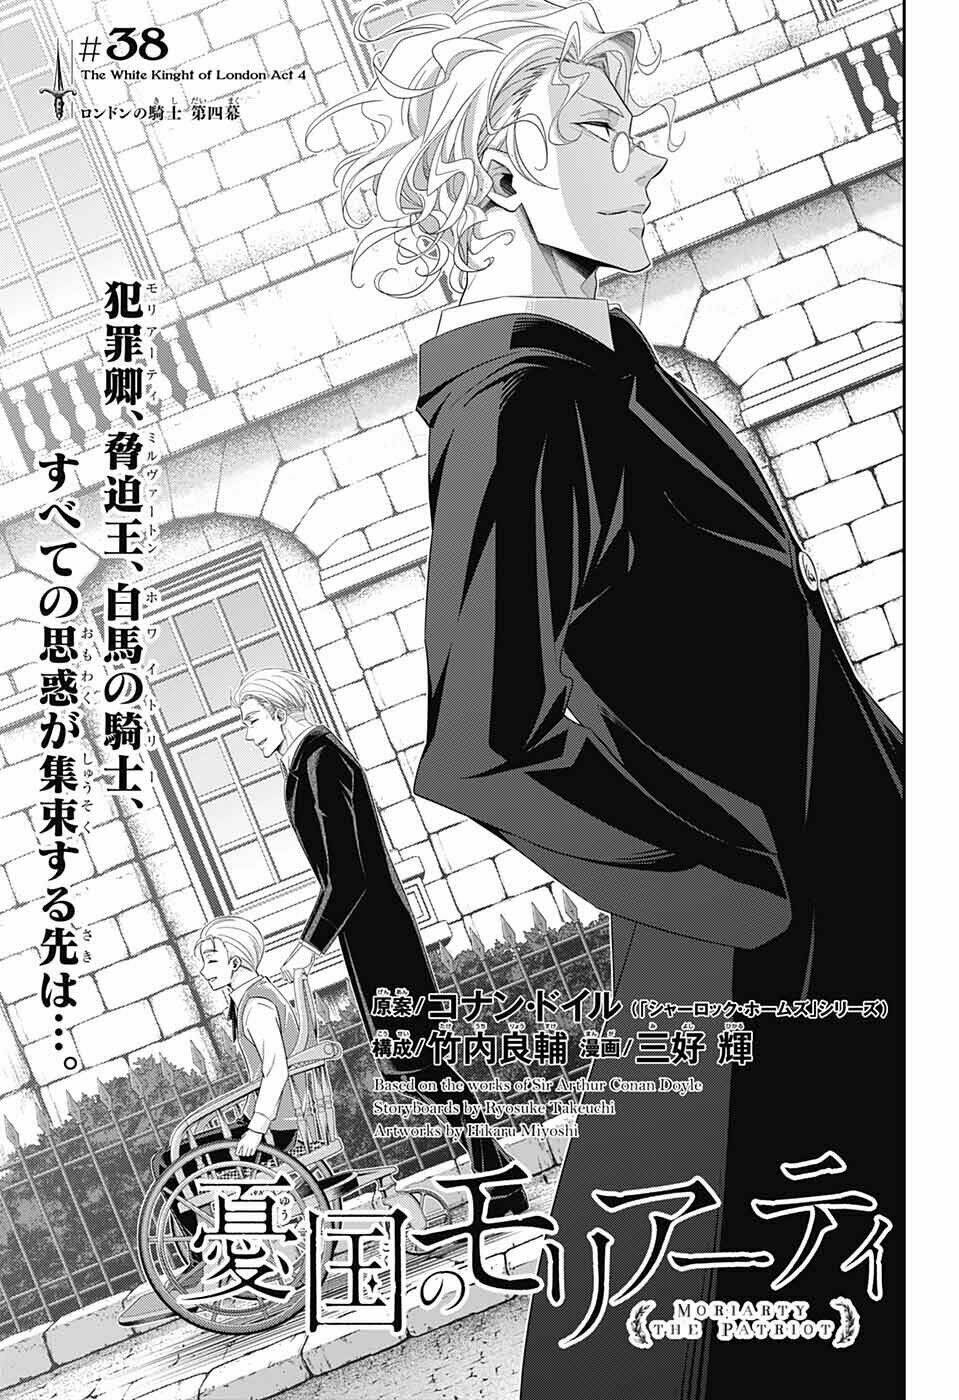 #38
The White Kinght of London Act 4
ロンドンの騎士 第四幕
犯罪卿、脅迫王、白馬の騎士、
すべての思惑が集束する先は…。
原案/コナン・ドイル(「シャーロック・ホームズ」シリーズ)
構成/竹内良輔 漫画/三好 輝
Based on the works of Sir Arthur Conan Doyle
Storyboards by Ryosuke Takeuchi
Artworks by Hikaru Miyoshi
憂国のモリアーティ
MORIARTY
THE PATRIOT